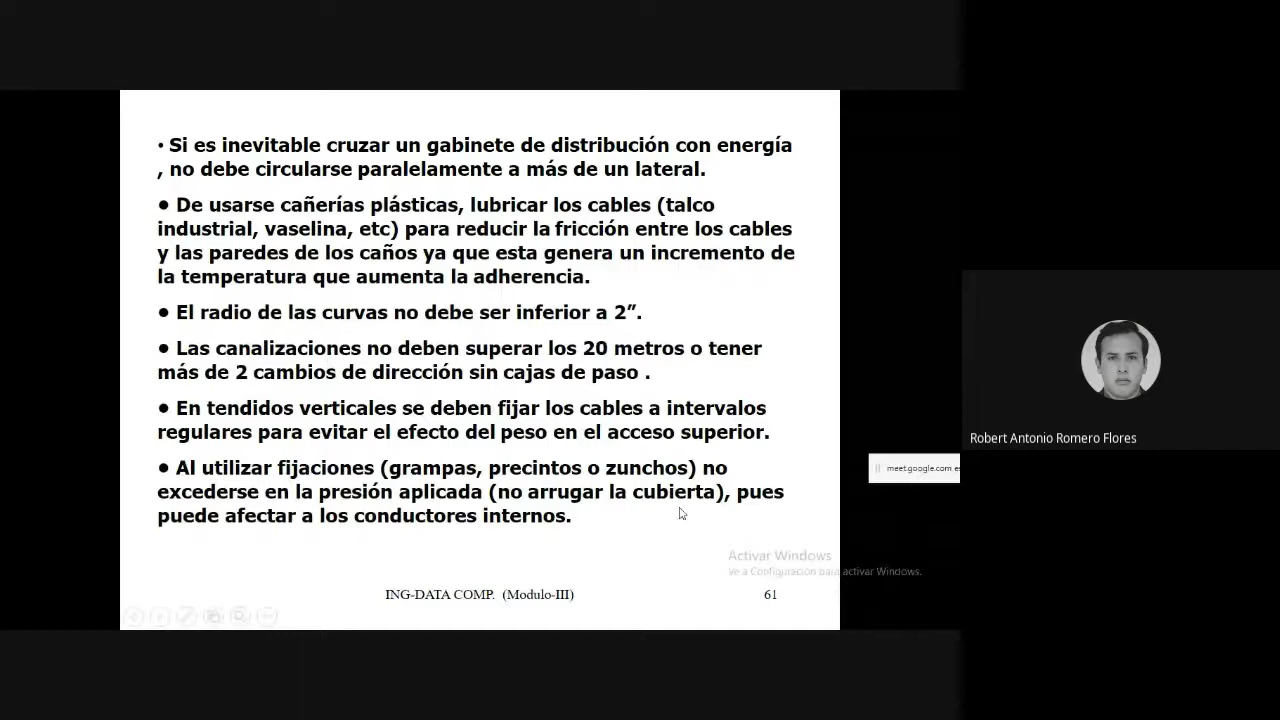 • Si es inevitable cruzar un gabinete de distribución con energía
, no debe circularse paralelamente a más de un lateral.
● De usarse cañerías plásticas, lubricar los cables (talco
industrial, vaselina, etc) para reducir la fricción entre los cables
y las paredes de los caños ya que esta genera un incremento de
la temperatura que aumenta la adherencia.
● El radio de las curvas no debe ser inferior a 2”.
● Las canalizaciones no deben superar los 20 metros o tener
más de 2 cambios de dirección sin cajas de paso .
● En tendidos verticales se deben fijar los cables a intervalos
regulares para evitar el efecto del peso en el acceso superior.
● Al utilizar fijaciones (grampas, precintos o zunchos) no
excederse en la presión aplicada (no arrugar la cubierta), pues
puede afectar a los conductores internos.
Robert Antonio Romero Flores
meet.google.com es
Activar Windows
Ve a Configuración para activar Windows.
ING-DATA COMP. (Modulo-III)
61